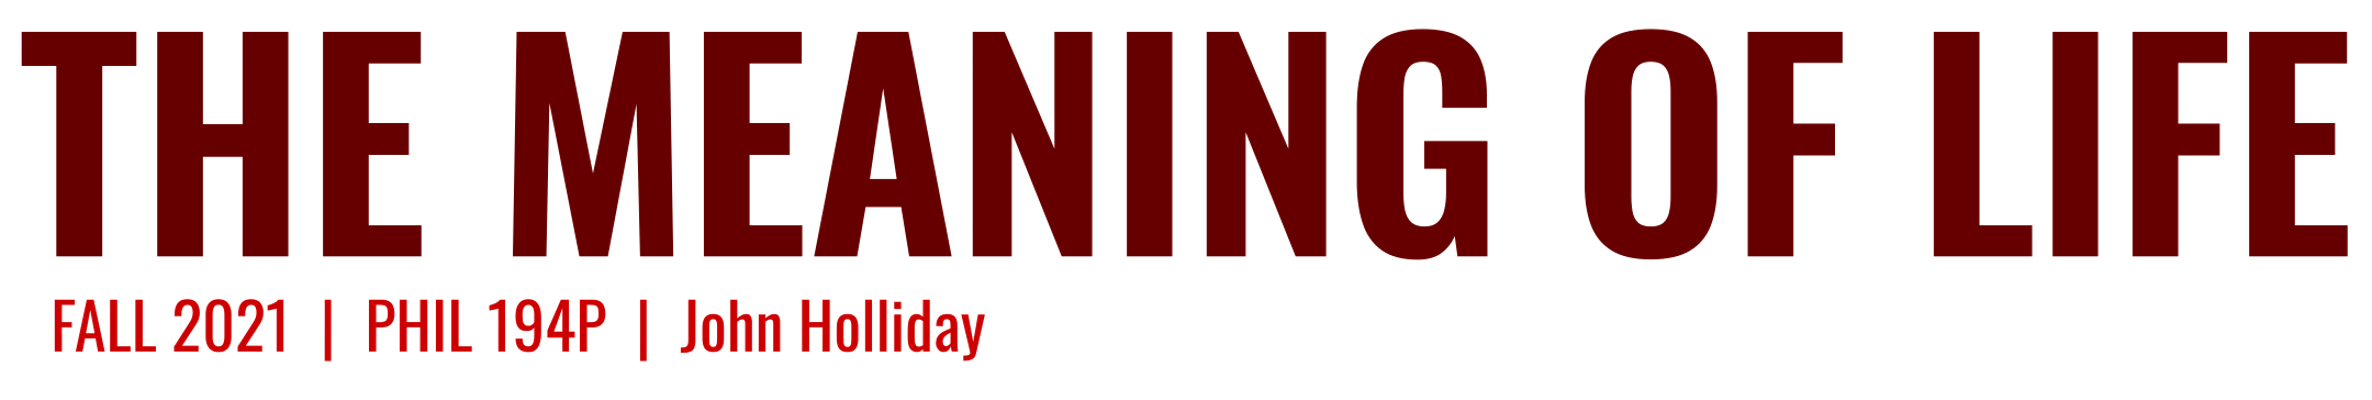 THE MEANING OF LIFE
FALL 2021 | PHIL 194P | John Holliday